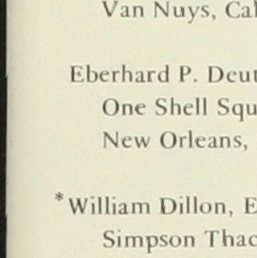 Van Nuys, Cal
Eberhard P. Deut
One Shell Squ
New Orleans,
*William Dillon, E
Simpson Thac